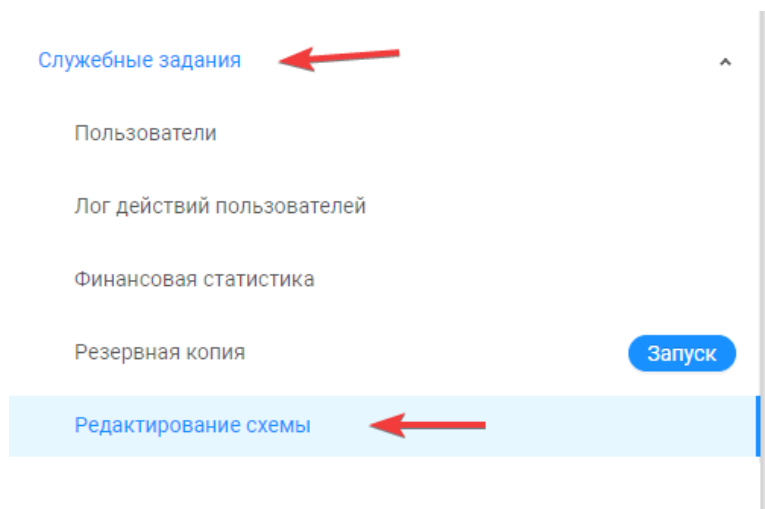 Служебные задания
Пользователи
Лог действий пользователей
Финансовая статистика
Резервная копия Запуск
Редактирование схемы